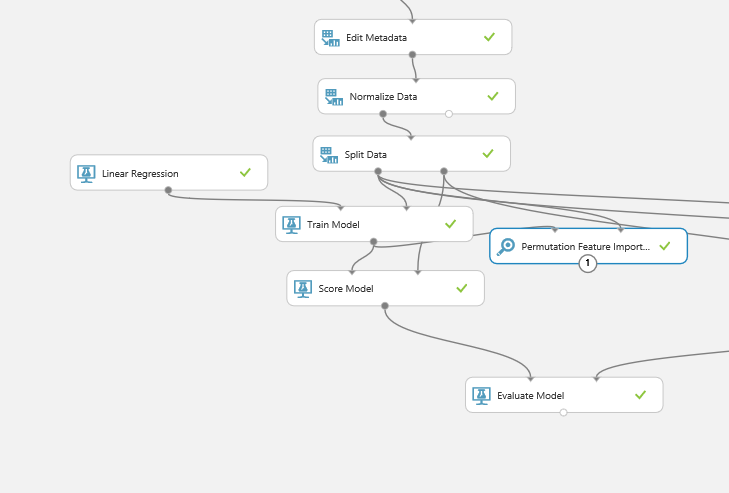 Edit Metadata
Normalize Data
Split Data
Linear Regression
Train Model
Permutation Feature Import...
1
Score Model
Evaluate Model